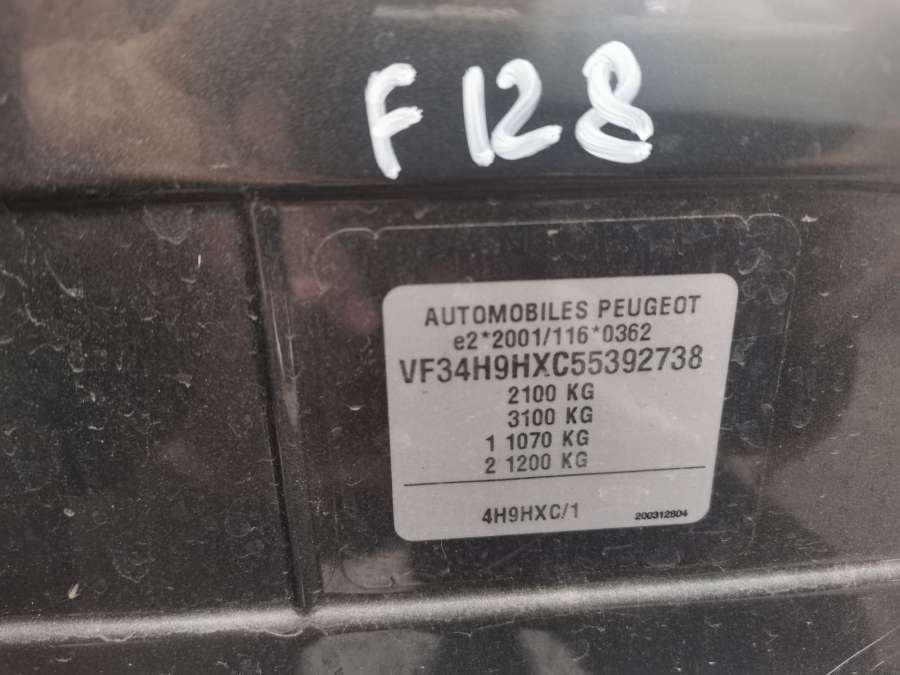 F128
AUTOMOBILES PEUGEOT
e2*2001/116*0362
VF34H9HXC55392738
2100 KG
3100 KG
1 1070 KG
2 1200 KG
4H9HXC/1 200312804